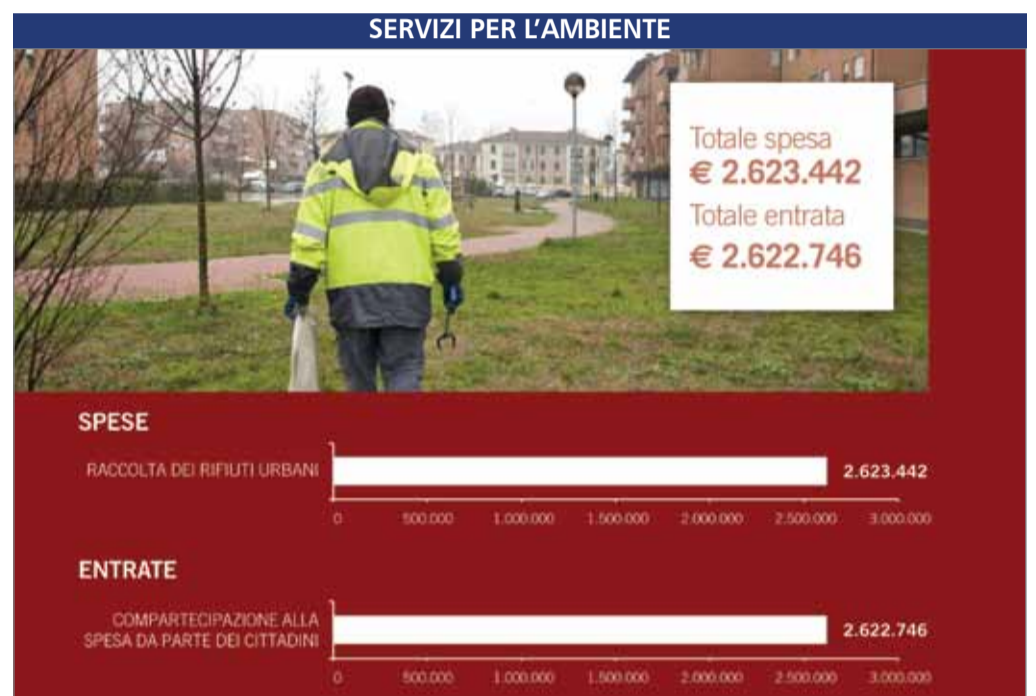 SERVIZI PER L'AMBIENTE
Totale spesa
€ 2.623.442
Totale entrata
€ 2.622.746
SPESE
RACCOLTA DEI RIFIUTI URBANI
2.623.442
0 500.000 1.000.000 1.500.000 2.000.000 2.500.000 3.000.000
ENTRATE
COMPARTECIPAZIONE ALLA
SPESA DA PARTE DEI CITTADINI
2.622.746
0 500.000 1.000.000 1.500.000 2.000.000 2.500.000 3.000.000